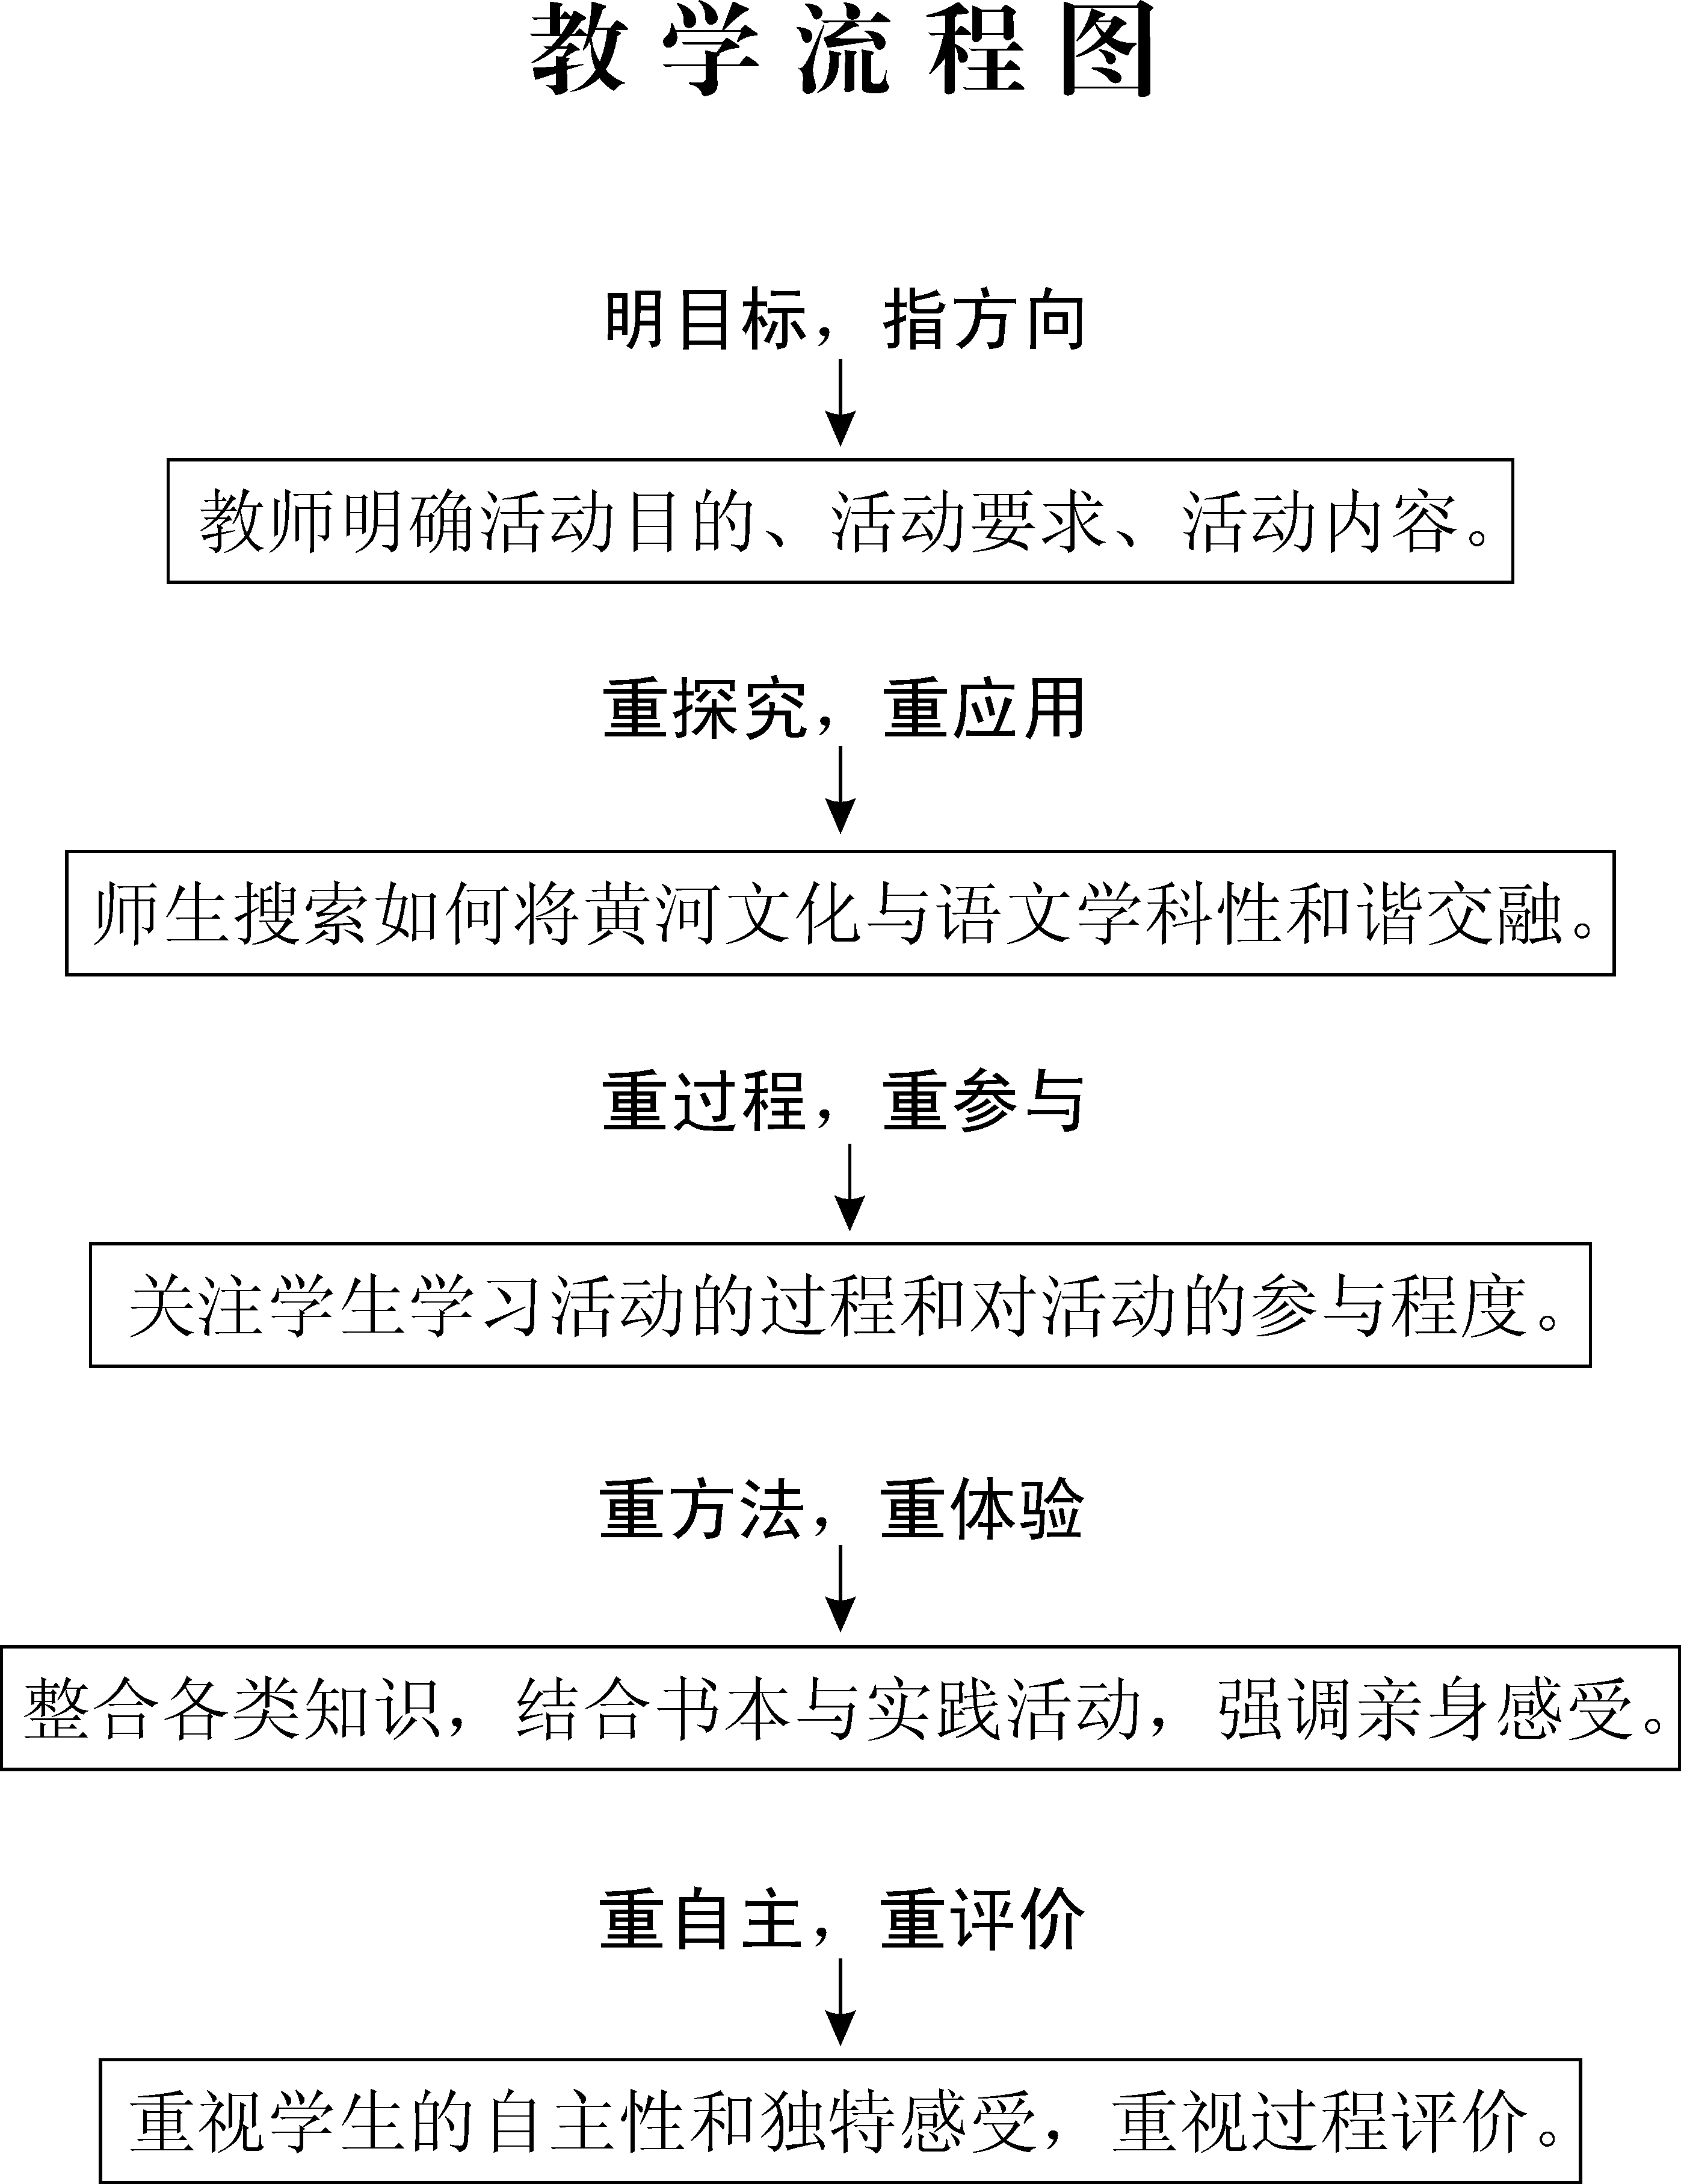 教学流程图
明目标，指方向
教师明确活动目的、活动要求、活动内容。
重探究，重应用
师生搜索如何将黄河文化与语文学科性和谐交融。
重过程，重参与
关注学生学习活动的过程和对活动的参与程度。
重方法，重体验
整合各类知识，结合书本与实践活动，强调亲身感受。
重自主，重评价
重视学生的自主性和独特感受，重视过程评价。